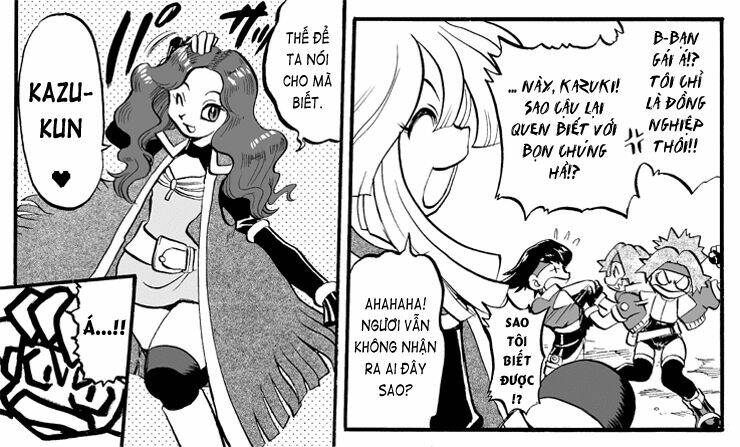 B-BẠN
GÁI Á!?
TÔI CHỈ
LÀ ĐỒNG
NGHIỆP
THÔI!!
... NÀY, KAZUKI!
SAO CẬU LẠI
QUEN BIẾT VỚI
BỌN CHÚNG
HẢ!?
SAO
TÔI
BIẾT
ĐƯỢC!?
AHAHAHA!
NGƯƠI VẪN
KHÔNG NHẬN
RA AI ĐÂY
SAO?
THẾ ĐỂ
TA NÓI
CHO MÀ
BIẾT.
KAZU-
KUN
♥
Á...!!